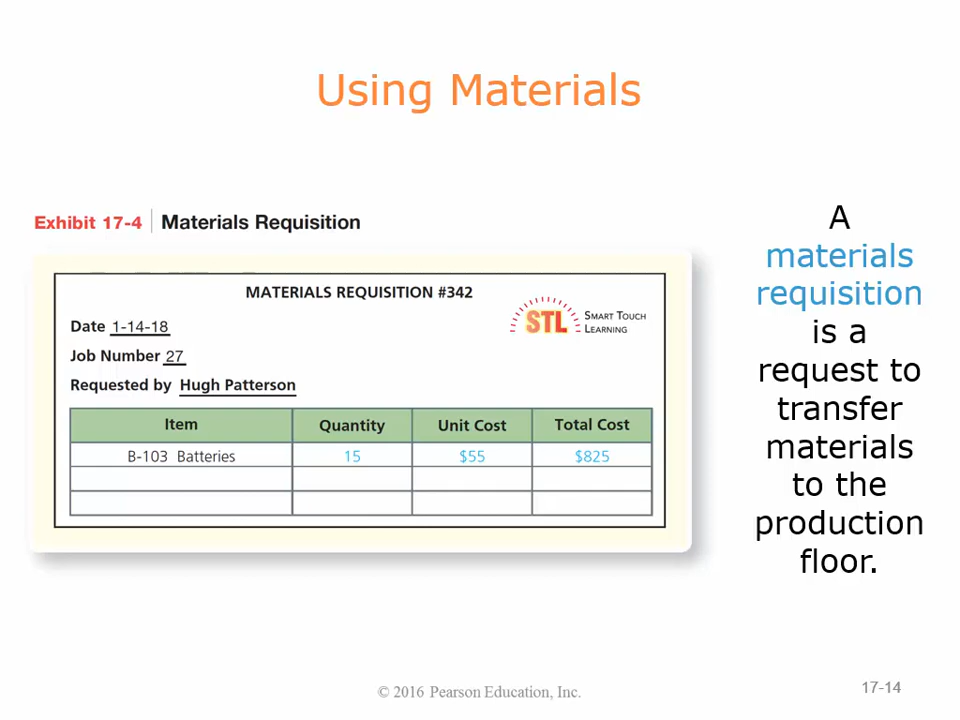 Using Materials
Exhibit 17-4 Materials Requisition
MATERIALS REQUISITION #342
STL SMART TOUCH
LEARNING
Date 1-14-18
Job Number 27
Requested by Hugh Patterson
Item Quantity Unit Cost Total Cost
B-103 Batteries 15 $55 $825
A
materials
requisition
is a
request to
transfer
materials
to the
production
floor.
© 2016 Pearson Education, Inc.
17-14